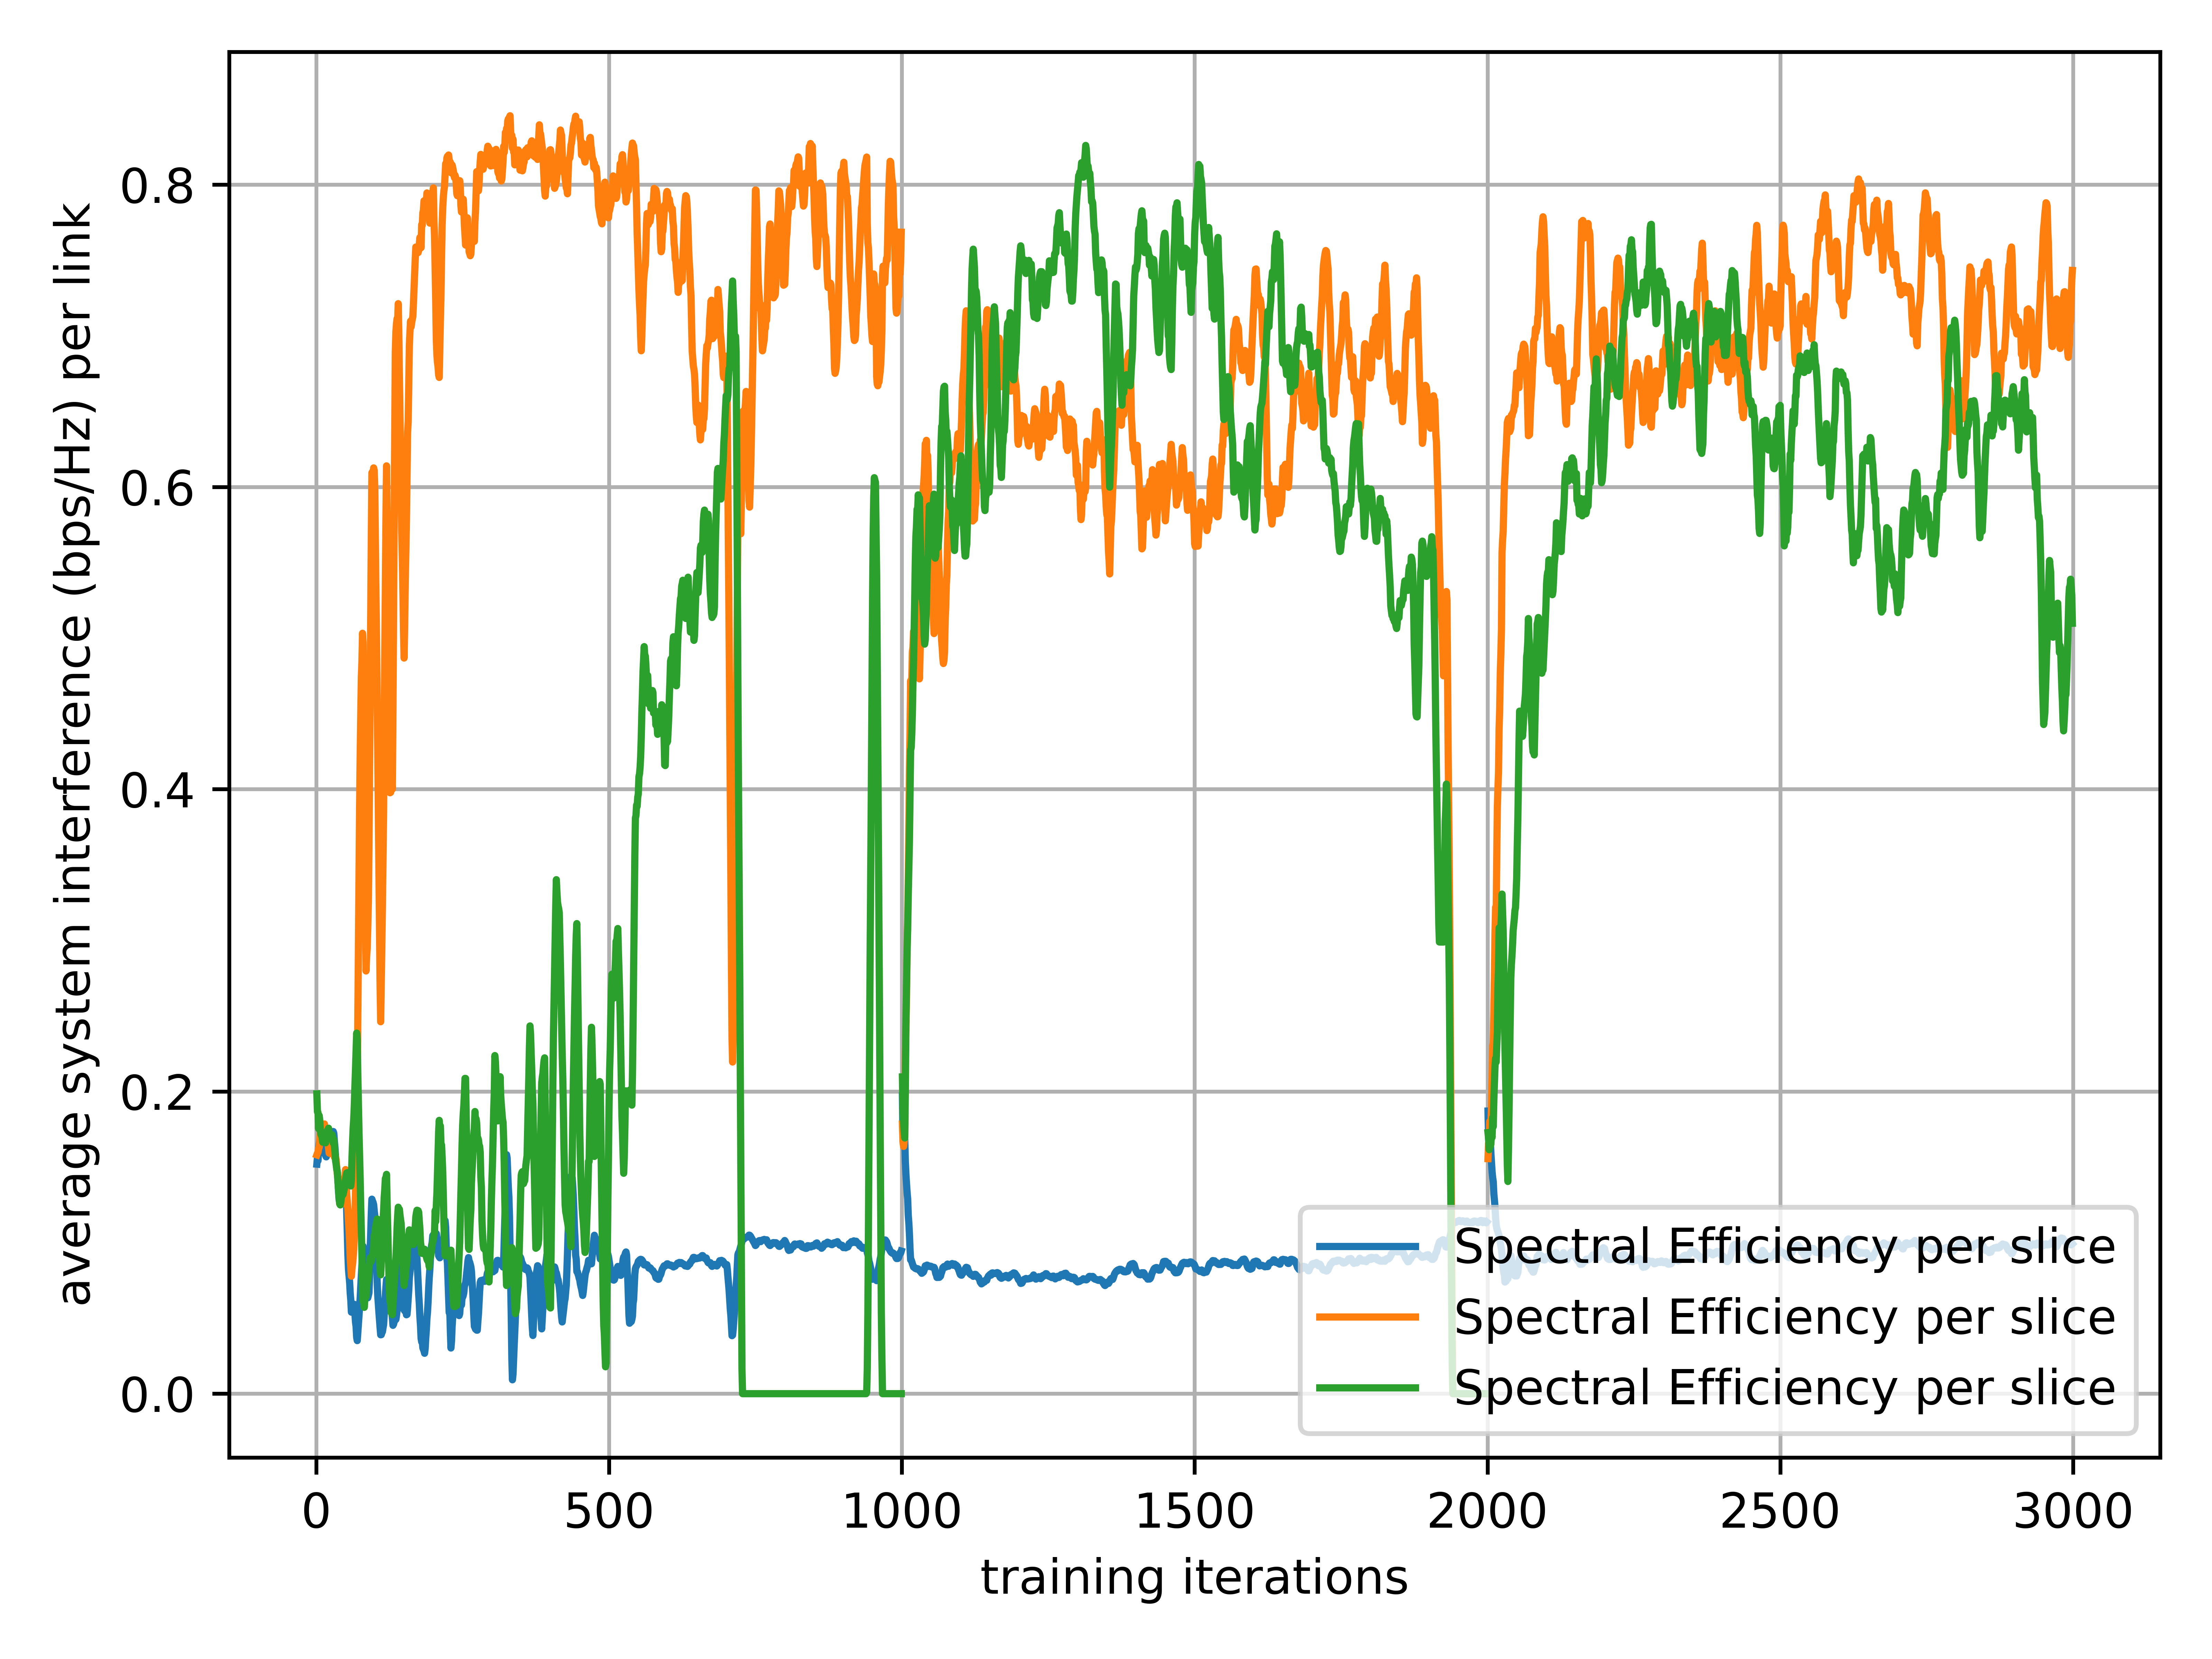 average system interference (bps/Hz) per link
0.8
0.6
0.4
0.2
0.0
Spectral Efficiency per slice
Spectral Efficiency per slice
Spectral Efficiency per slice
0 500 1000 1500 2000 2500 3000
training iterations